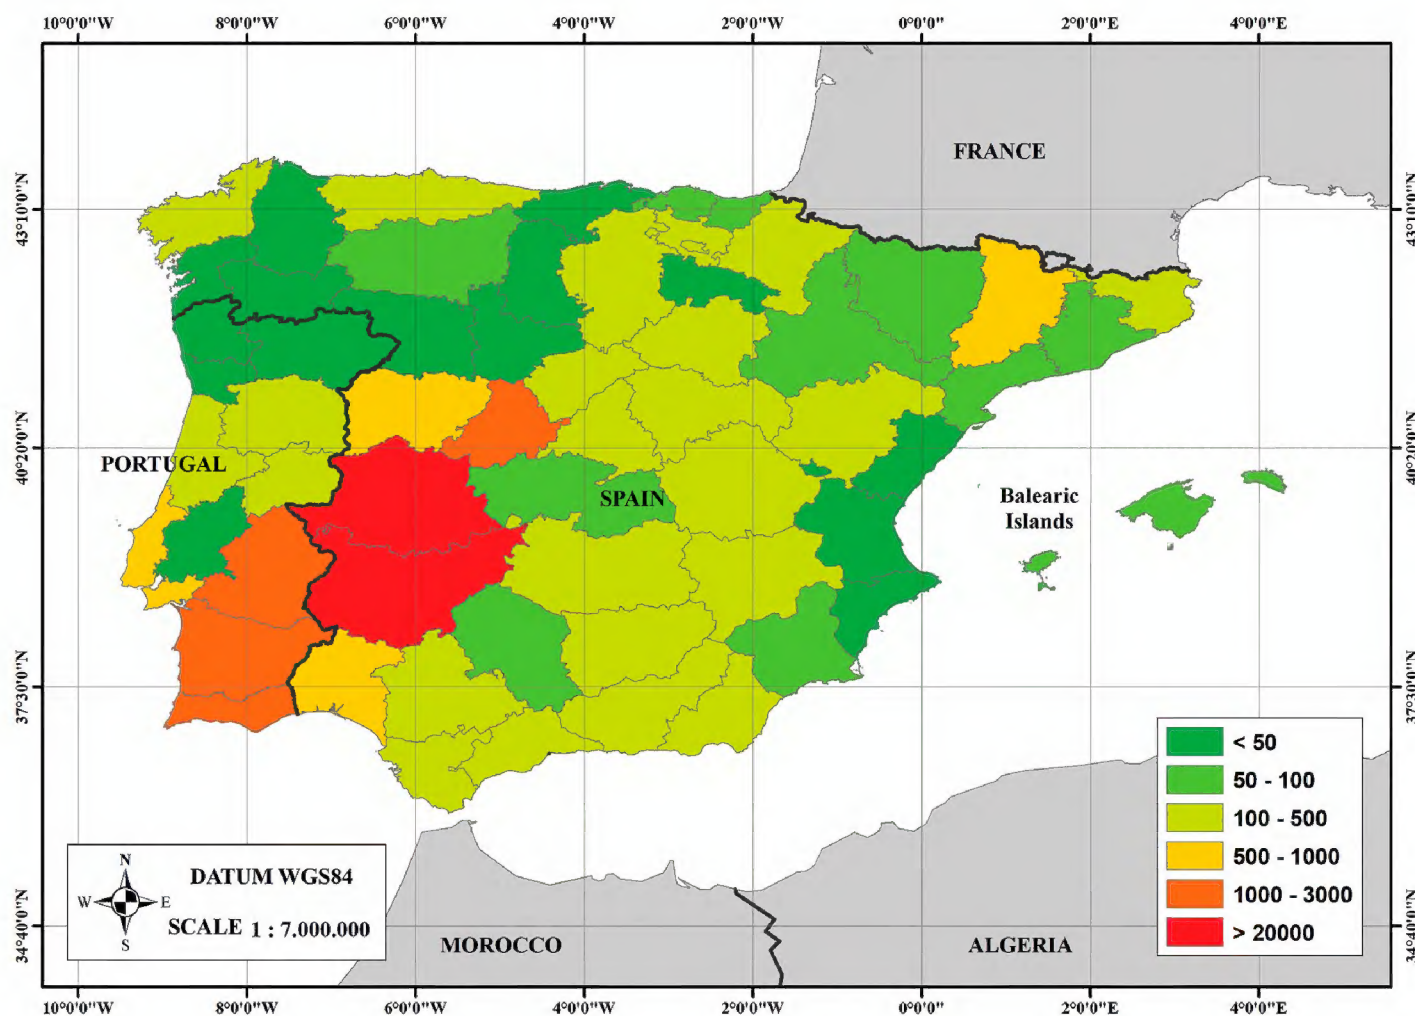 10°0'0"W 8°0'0"W 6°0'0"W 4°0'0"W 2°0'0"W 0°0'0" 2°0'0"E 4°0'0"E
43°10'0"N 43°10'0"N
40°20'0"N 40°20'0"N
37°30'0"N 37°30'0"N
34°40'0"N 34°40'0"N
FRANCE
PORTUGAL
SPAIN
Balearic
Islands
MOROCCO
ALGERIA
< 50
50 - 100
100 - 500
500 - 1000
1000 - 3000
> 20000
N
W E
S
DATUM WGS84
SCALE 1 : 7.000.000
10°0'0"W 8°0'0"W 6°0'0"W 4°0'0"W 2°0'0"W 0°0'0" 2°0'0"E 4°0'0"E